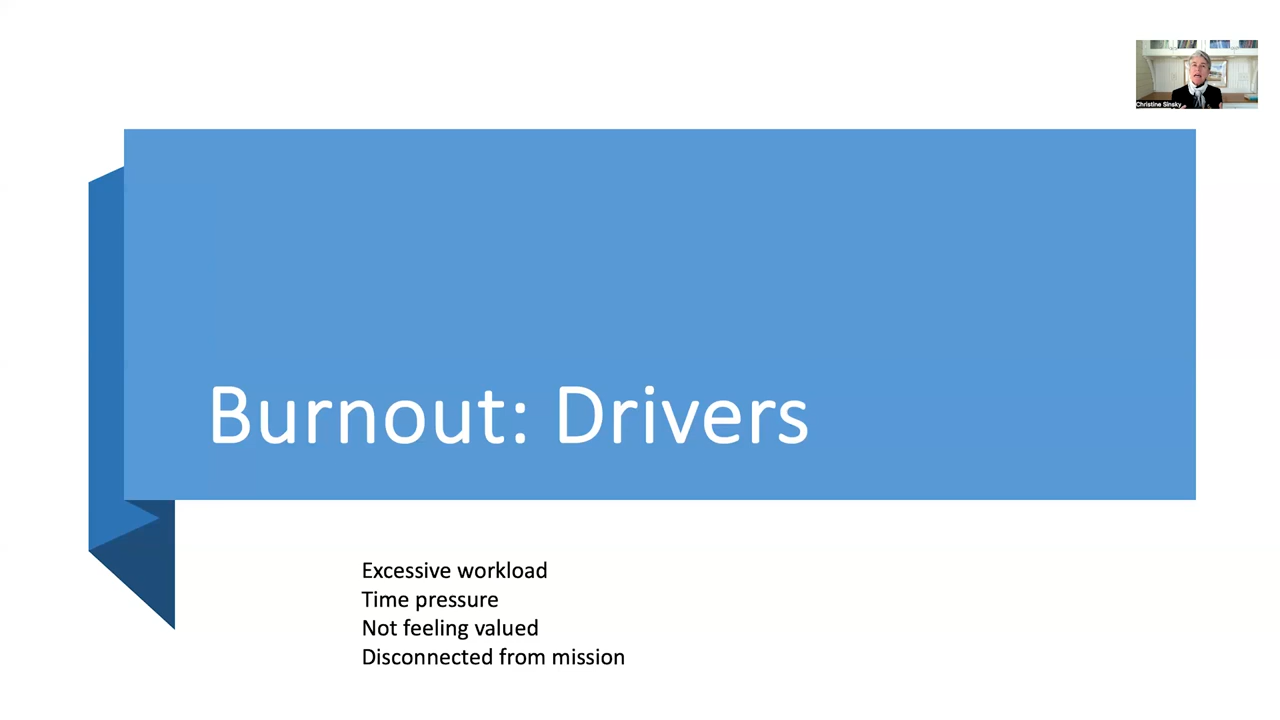 Christine Sinsky
Burnout: Drivers
Excessive workload
Time pressure
Not feeling valued
Disconnected from mission